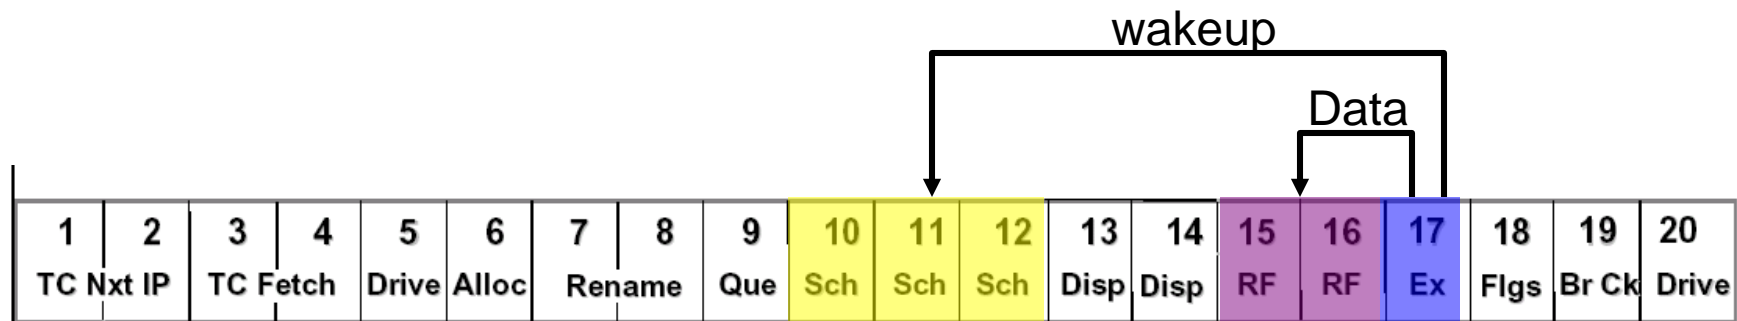 wakeup
Data
1 2 3 4 5 6 7 8 9 10 11 12 13 14 15 16 17 18 19 20
TC Nxt IP TC Fetch Drive Alloc Rename Que Sch Sch Sch Disp Disp RF RF Ex Flgs Br Ck Drive